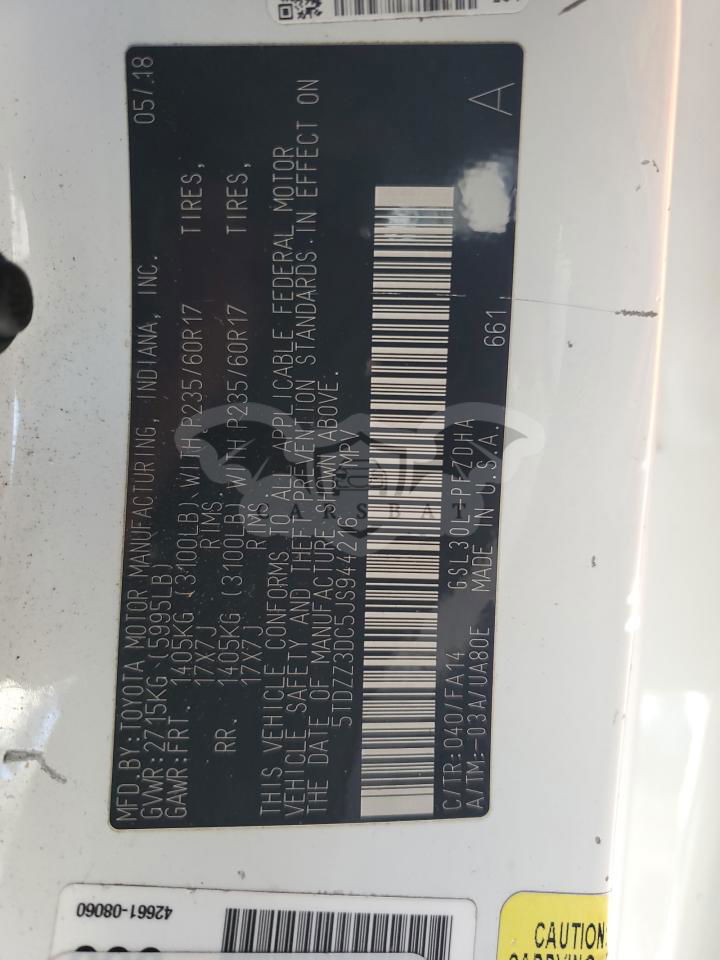 MFD.BY:TOYOTA MOTOR MANUFACTURING, INDIANA, INC. 05/18
GVWR:2715KG (5995LB)
GAWR:FRT. 1405KG (3100LB) WITH P235/60R17 TIRES,
17X7J RIMS
RR. 1405KG (3100LB) WITH P235/60R17 TIRES,
17X7J RIMS
THIS VEHICLE CONFORMS TO ALL APPLICABLE FEDERAL MOTOR
VEHICLE SAFETY AND THEFT PREVENTION STANDARDS IN EFFECT ON
THE DATE OF MANUFACTURE SHOWN ABOVE.
5TDZZ3DC5JS944216 MPV
C/TR:040/FA14 GSL30L-PFZDHA 661 A
A/TM:-03A/UA80E MADE IN U.S.A.
CARSBAT
42661-08060
CAUTION: